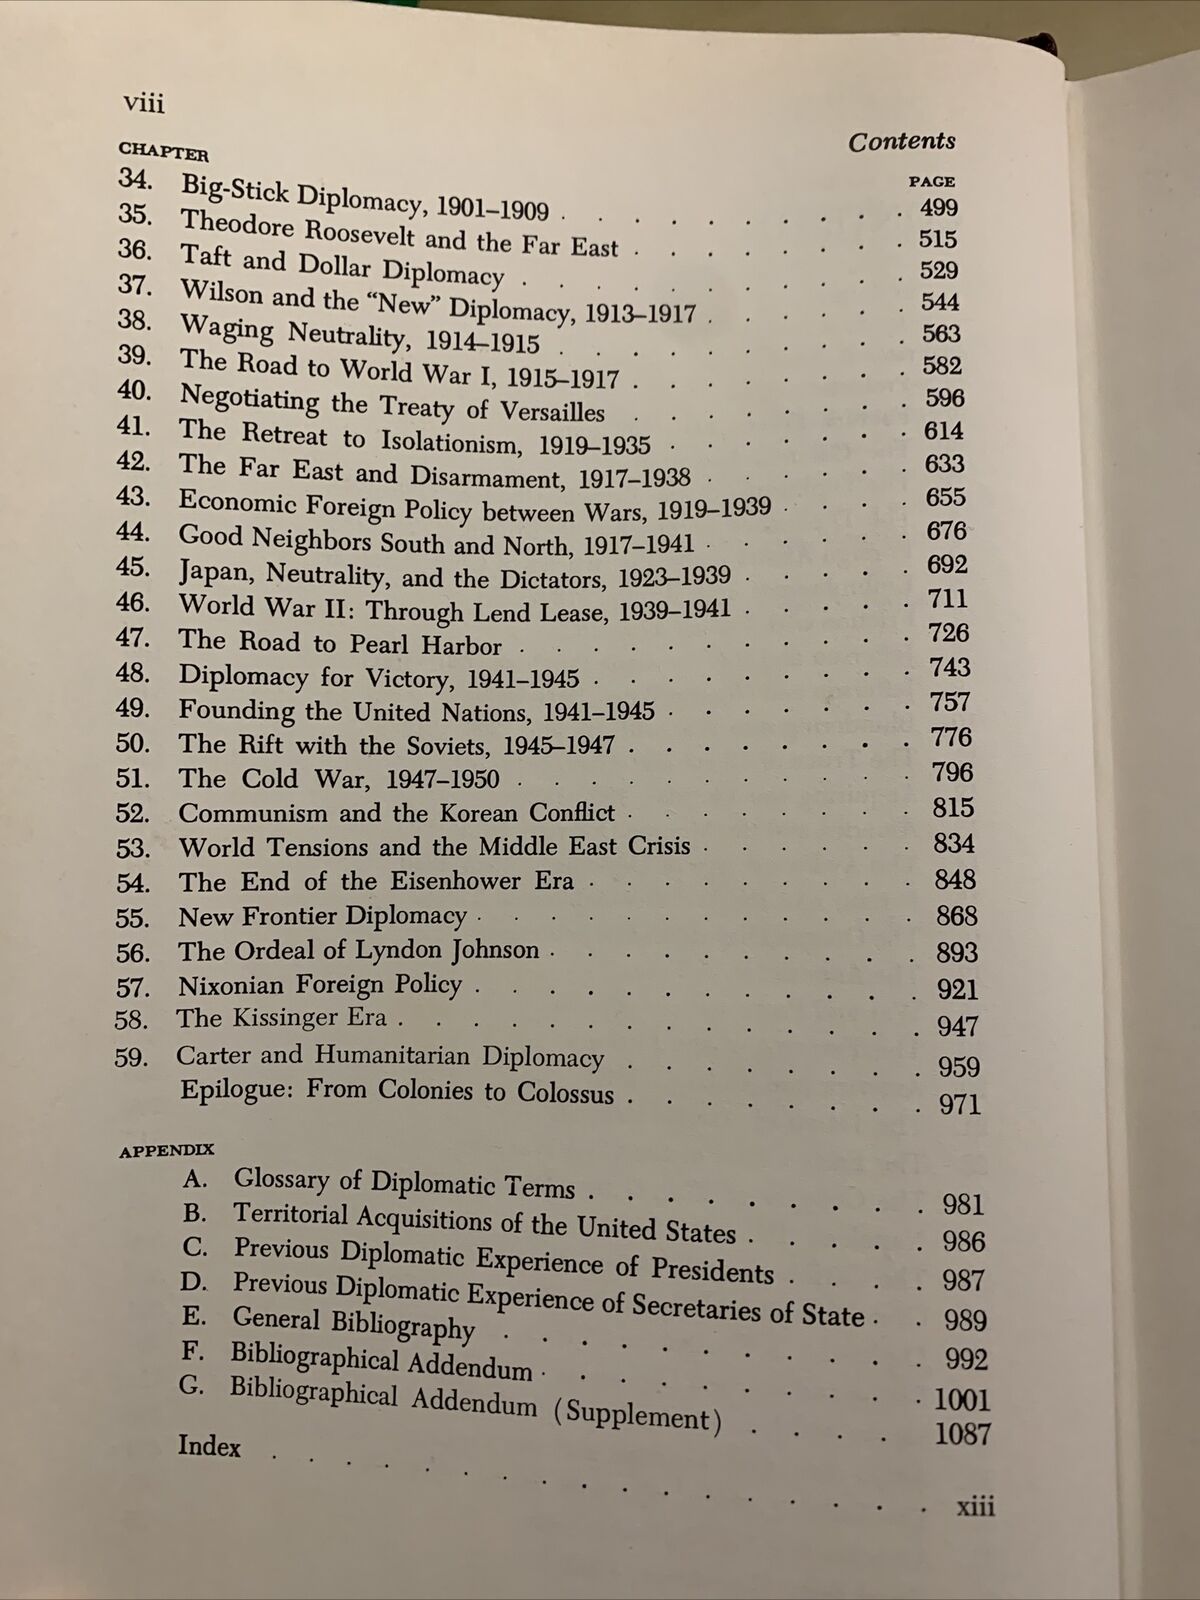 viii
Contents
CHAPTER
PAGE
34. Big-Stick Diplomacy, 1901–1909 . . . . . . . . . . 499
35. Theodore Roosevelt and the Far East . . . . . . . . 515
36. Taft and Dollar Diplomacy . . . . . . . . . . . 529
37. Wilson and the “New” Diplomacy, 1913–1917 . . . . . . 544
38. Waging Neutrality, 1914–1915 . . . . . . . . . . 563
39. The Road to World War I, 1915–1917 . . . . . . . . 582
40. Negotiating the Treaty of Versailles . . . . . . . . 596
41. The Retreat to Isolationism, 1919–1935 . . . . . . . 614
42. The Far East and Disarmament, 1917–1938 . . . . . . 633
43. Economic Foreign Policy between Wars, 1919–1939 . . . . 655
44. Good Neighbors South and North, 1917–1941 . . . . . . 676
45. Japan, Neutrality, and the Dictators, 1923–1939 . . . . . 692
46. World War II: Through Lend Lease, 1939–1941 . . . . . 711
47. The Road to Pearl Harbor . . . . . . . . . . . 726
48. Diplomacy for Victory, 1941–1945 . . . . . . . . . 743
49. Founding the United Nations, 1941–1945 . . . . . . . 757
50. The Rift with the Soviets, 1945–1947 . . . . . . . . 776
51. The Cold War, 1947–1950 . . . . . . . . . . . 796
52. Communism and the Korean Conflict . . . . . . . . 815
53. World Tensions and the Middle East Crisis . . . . . . 834
54. The End of the Eisenhower Era . . . . . . . . . 848
55. New Frontier Diplomacy . . . . . . . . . . . . 868
56. The Ordeal of Lyndon Johnson . . . . . . . . . . 893
57. Nixonian Foreign Policy . . . . . . . . . . . . 921
58. The Kissinger Era . . . . . . . . . . . . . . 947
59. Carter and Humanitarian Diplomacy . . . . . . . . 959
Epilogue: From Colonies to Colossus . . . . . . . . 971
APPENDIX
A. Glossary of Diplomatic Terms . . . . . . . . . 981
B. Territorial Acquisitions of the United States . . . . . 986
C. Previous Diplomatic Experience of Presidents . . . . 987
D. Previous Diplomatic Experience of Secretaries of State . . 989
E. General Bibliography . . . . . . . . . . . 992
F. Bibliographical Addendum . . . . . . . . . . 1001
G. Bibliographical Addendum (Supplement) . . . . 1087
Index . . . . . . . . . . . . . . . . . . xiii